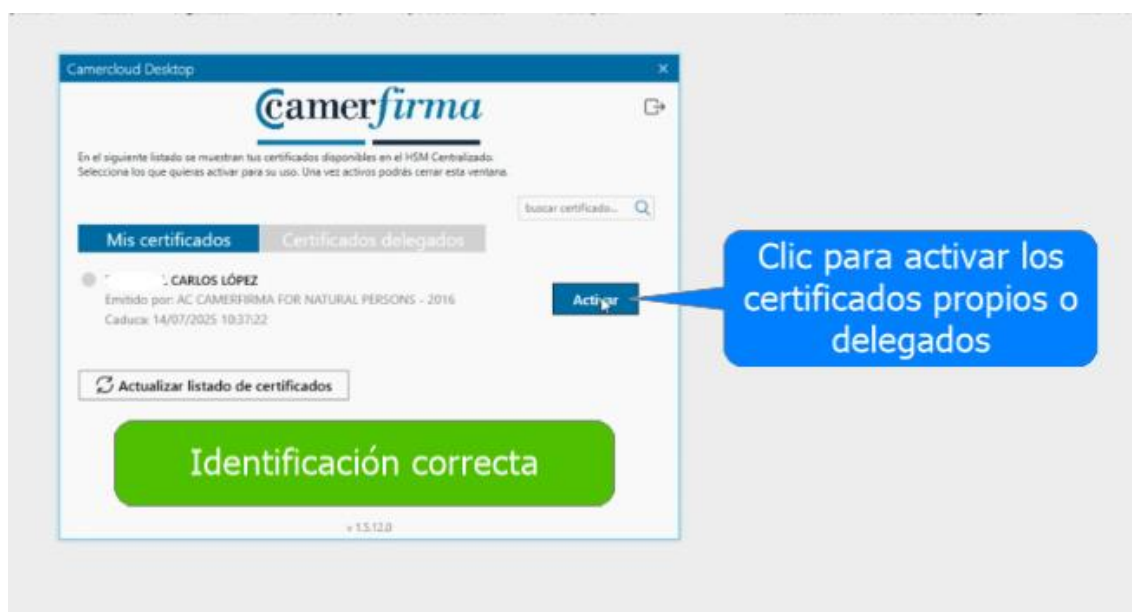 Camercloud Desktop
camerfirma
En el siguiente listado se muestran tus certificados disponibles en el HSM Centralizado.
Selecciona los que quieras activar para su uso. Una vez activos podrás cerrar esta ventana.
buscar certificado...
Mis certificados
Certificados delegados
CARLOS LÓPEZ
Emitido por: AC CAMERFIRMA FOR NATURAL PERSONS - 2016
Caduca: 14/07/2025 10:37:22
Activar
Clic para activar los
certificados propios o
delegados
Actualizar listado de certificados
Identificación correcta
v 1.5.12.0